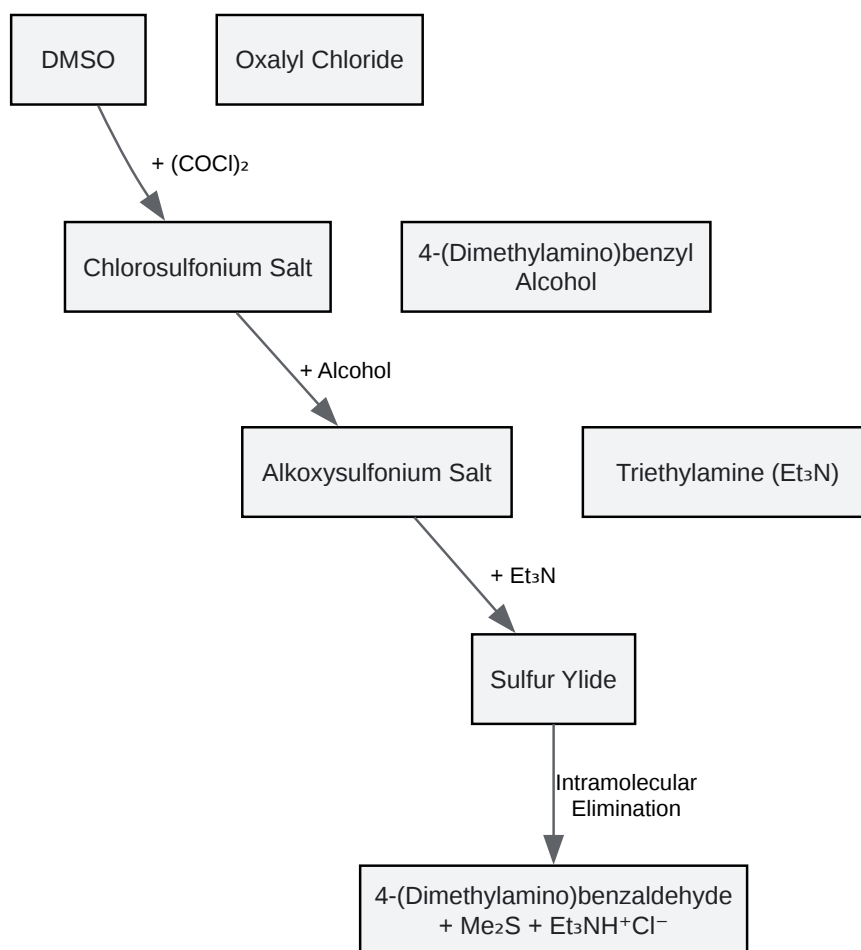 DMSO
Oxalyl Chloride
+ (COCl)₂
Chlorosulfonium Salt
4-(Dimethylamino)benzyl
Alcohol
+ Alcohol
Alkoxysulfonium Salt
Triethylamine (Et₃N)
+ Et₃N
Sulfur Ylide
Intramolecular
Elimination
4-(Dimethylamino)benzaldehyde
+ Me₂S + Et₃NH⁺Cl⁻